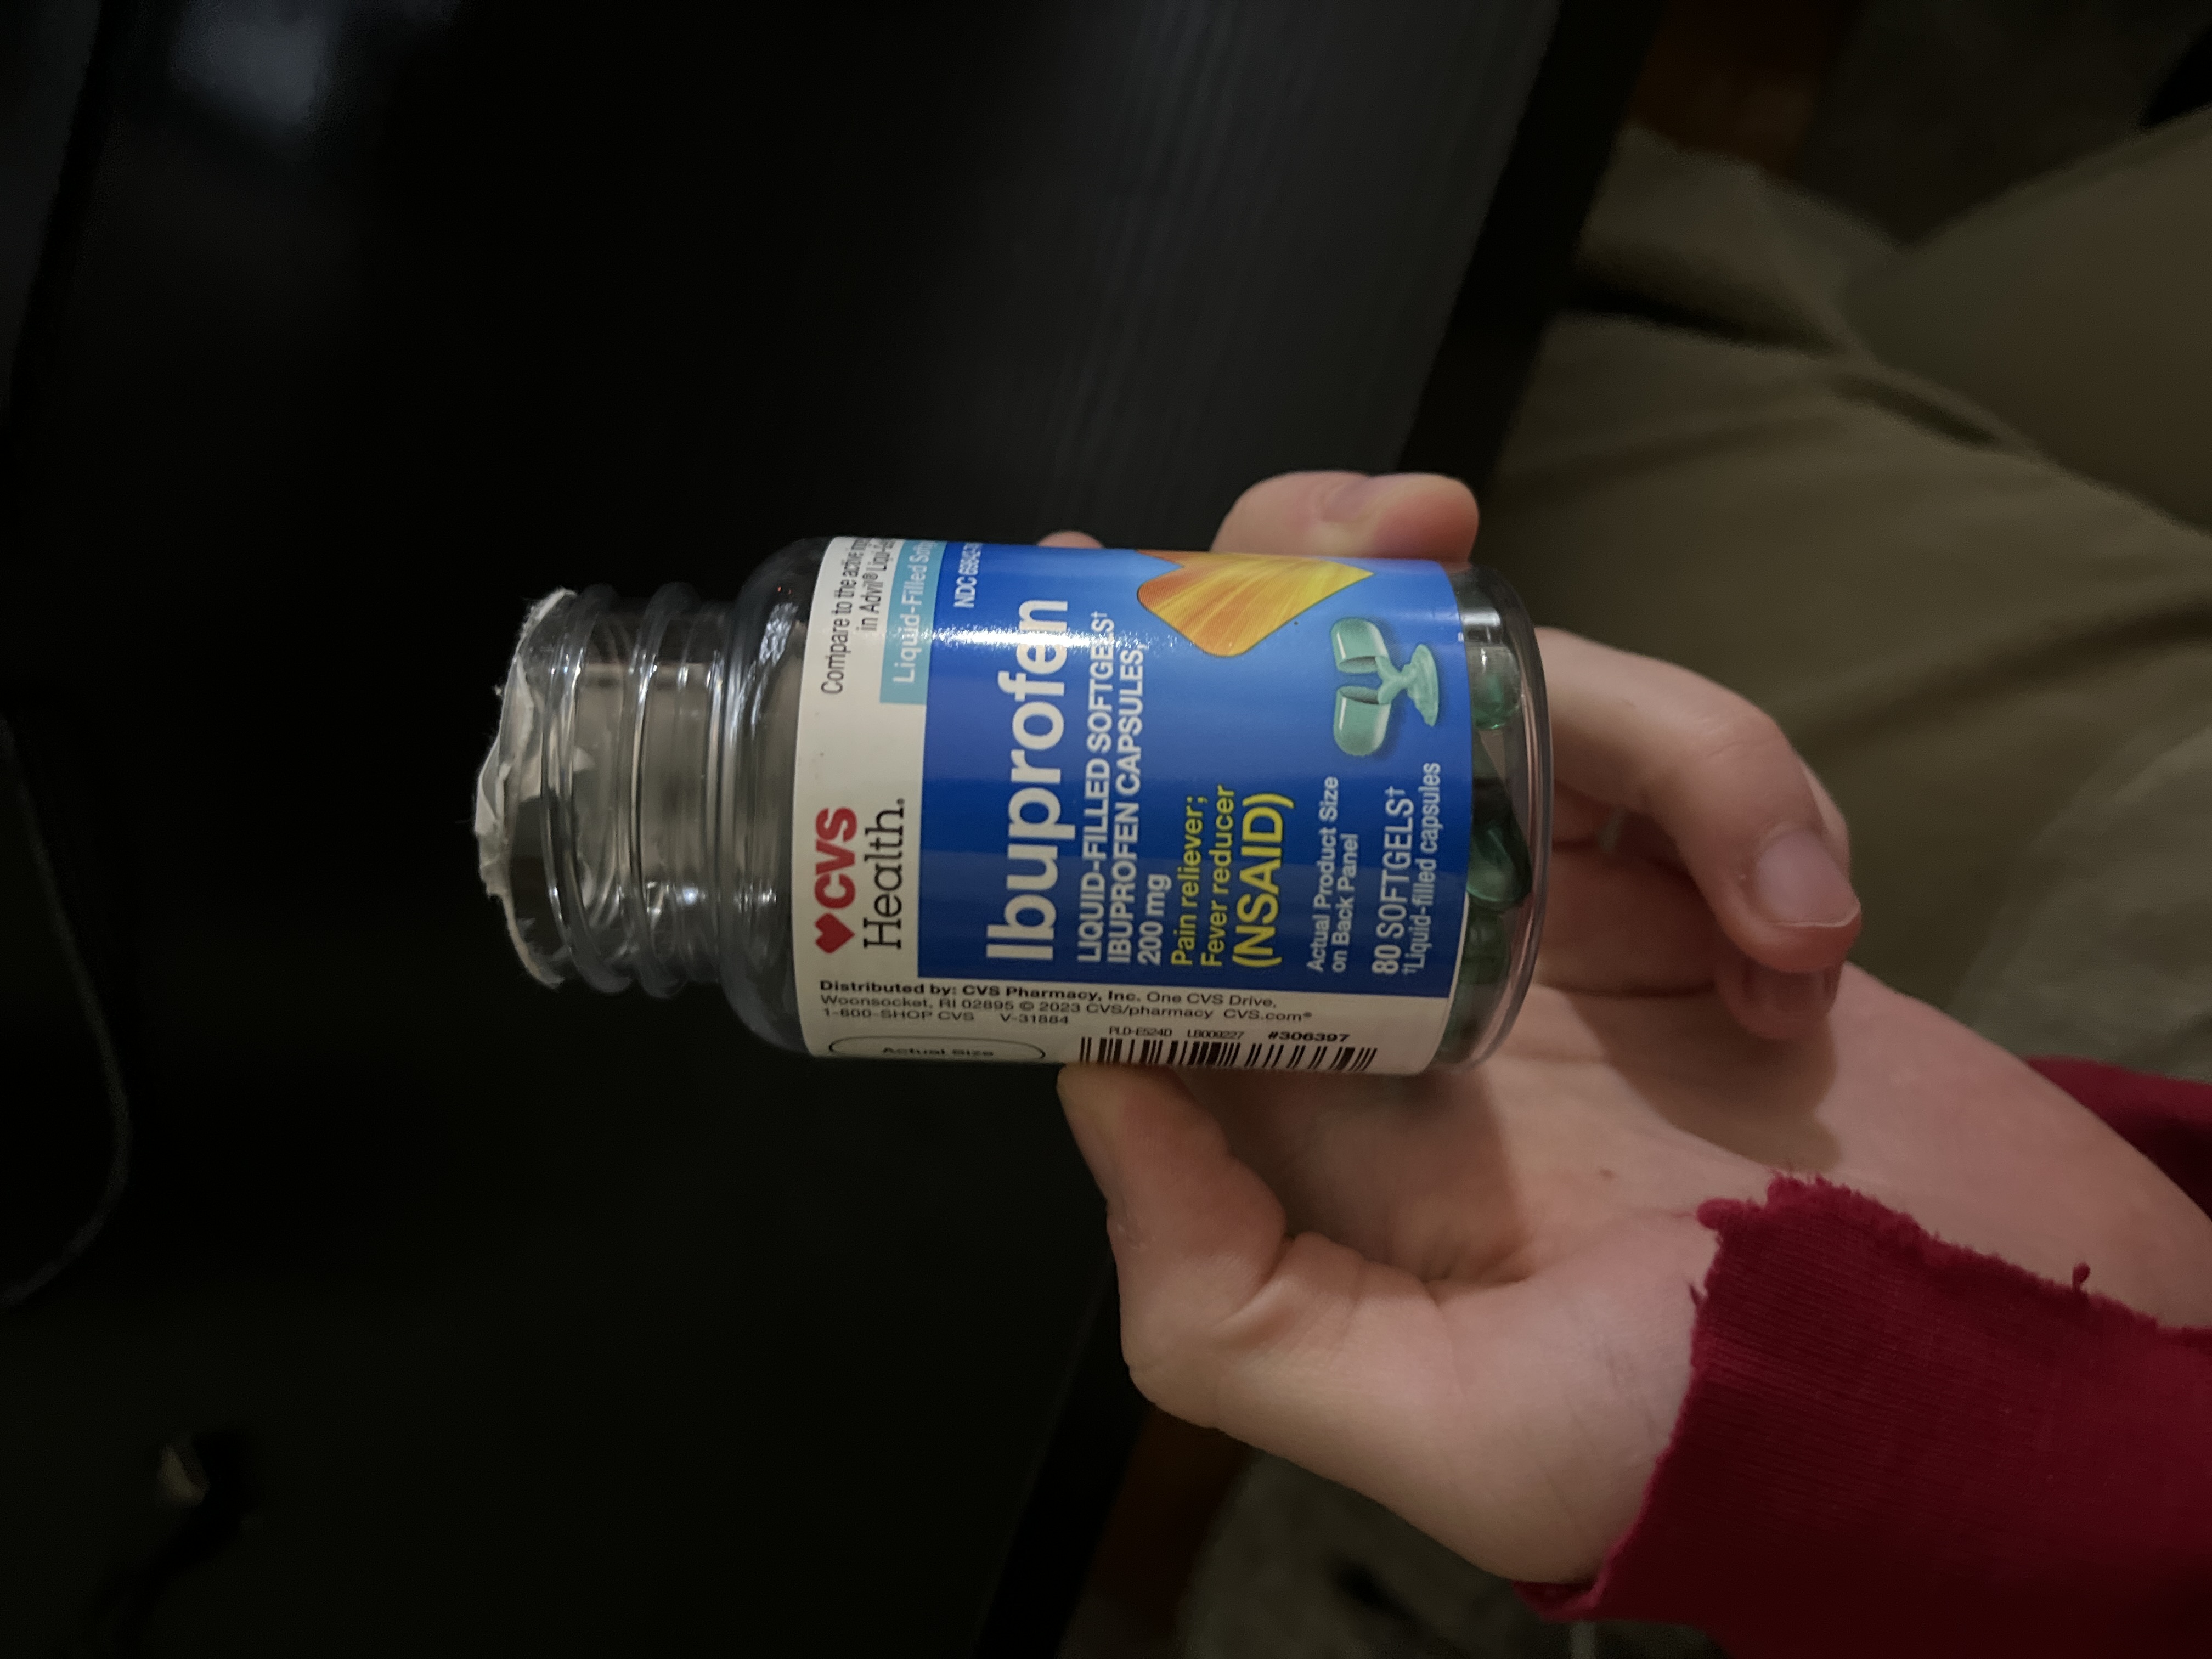 CVS
Health.
Compare to the active
in Advil® Liqui-
Liquid-Filled
NDC
Ibuprofen
LIQUID-FILLED SOFTGELS†
IBUPROFEN CAPSULES,
200 mg
Pain reliever;
Fever reducer
(NSAID)
Actual Product Size
on Back Panel
80 SOFTGELS†
†Liquid-filled capsules
Distributed by: CVS Pharmacy, Inc. One CVS Drive,
Woonsocket, RI 02895 © 2023 CVS/pharmacy CVS.com®
1-800-SHOP CVS V-31884
#306397
Actual Size